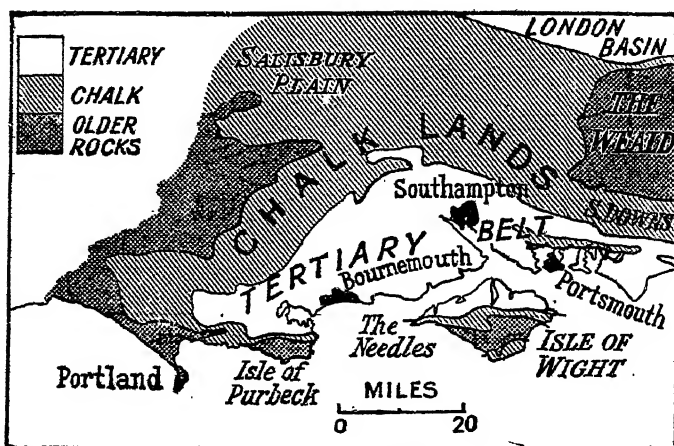 TERTIARY
CHALK
OLDER
ROCKS
SALISBURY
PLAIN
LONDON
BASIN
THE
WEALD
CHALK LANDS
S. DOWNS
Southampton
TERTIARY BELT
Bournemouth
Portsmouth
The
Needles
ISLE OF
WIGHT
Isle of
Purbeck
Portland
MILES
0 20